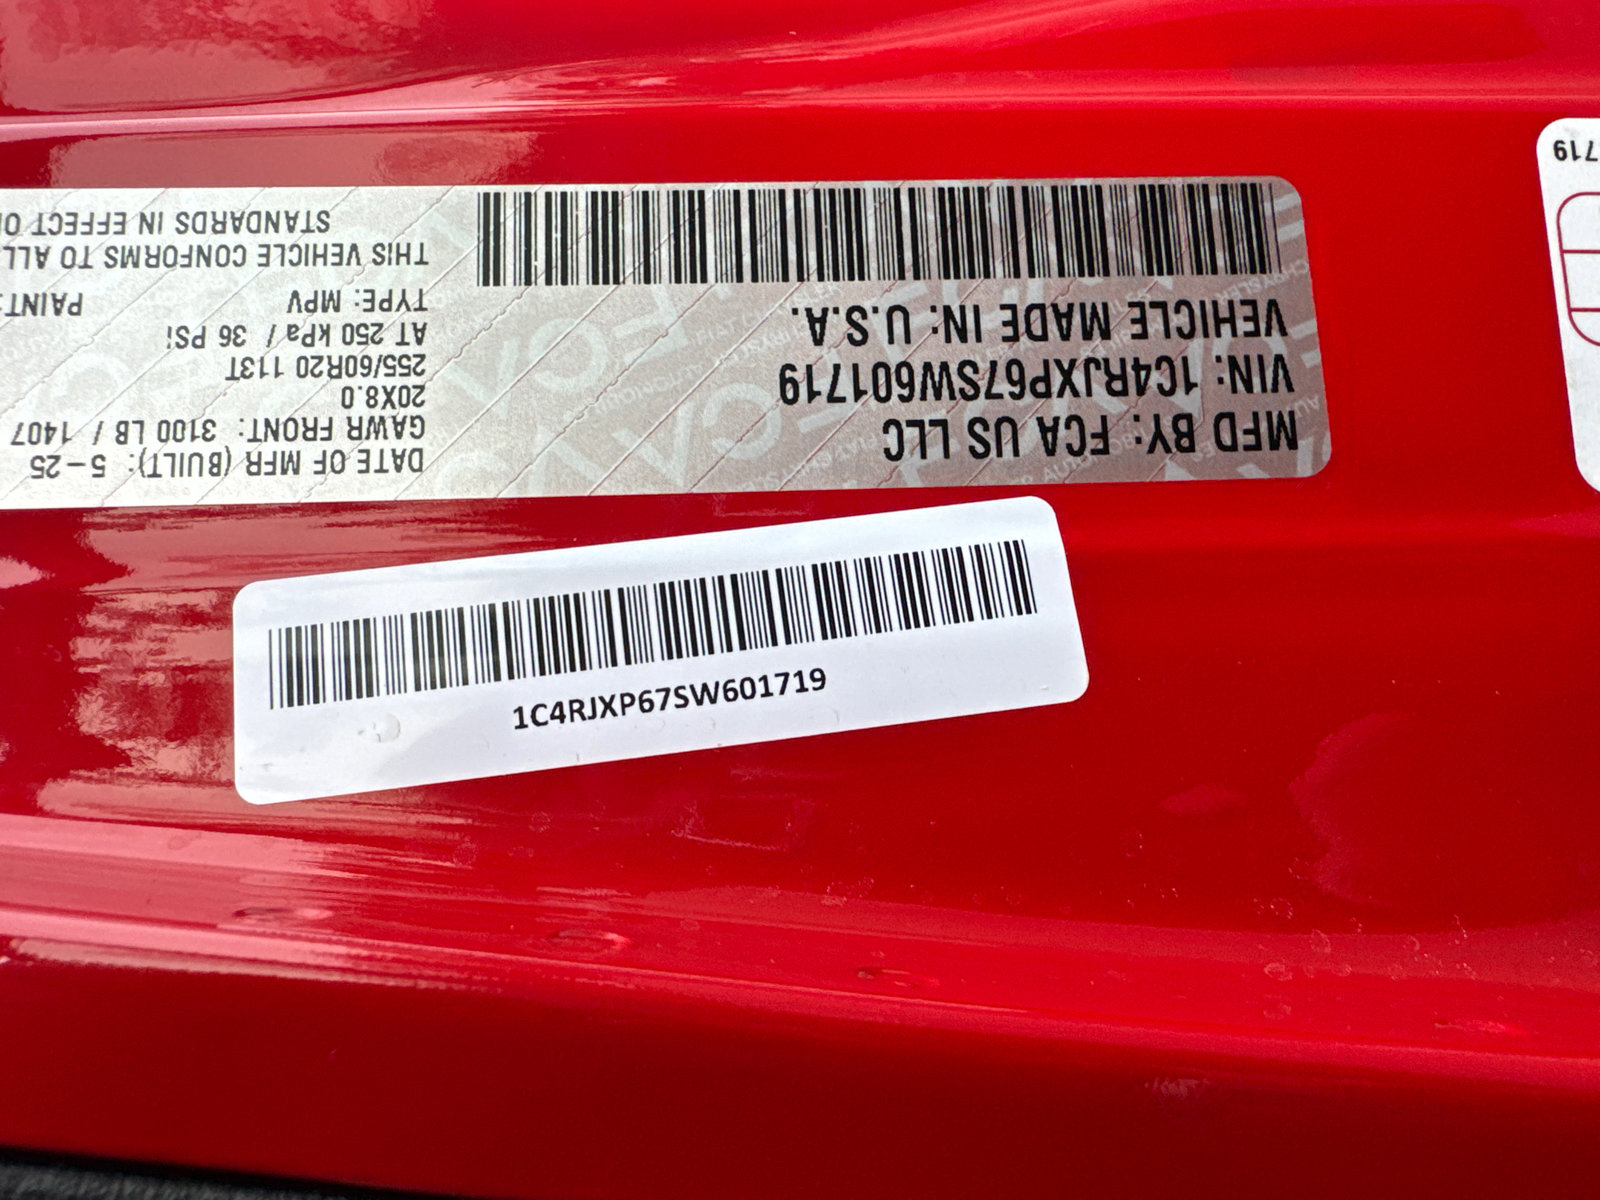 MFD BY: FCA US LLC
VIN: 1C4RJXP67SW601719
VEHICLE MADE IN: U.S.A.
DATE OF MFR (BUILT): 5-25
GAWR FRONT: 3100 LB / 1407
20X8.0
255/60R20 113T
AT 250 kPa / 36 PSi
TYPE: MPV
PAINT:
THIS VEHICLE CONFORMS TO ALL
STANDARDS IN EFFECT
1C4RJXP67SW601719
719